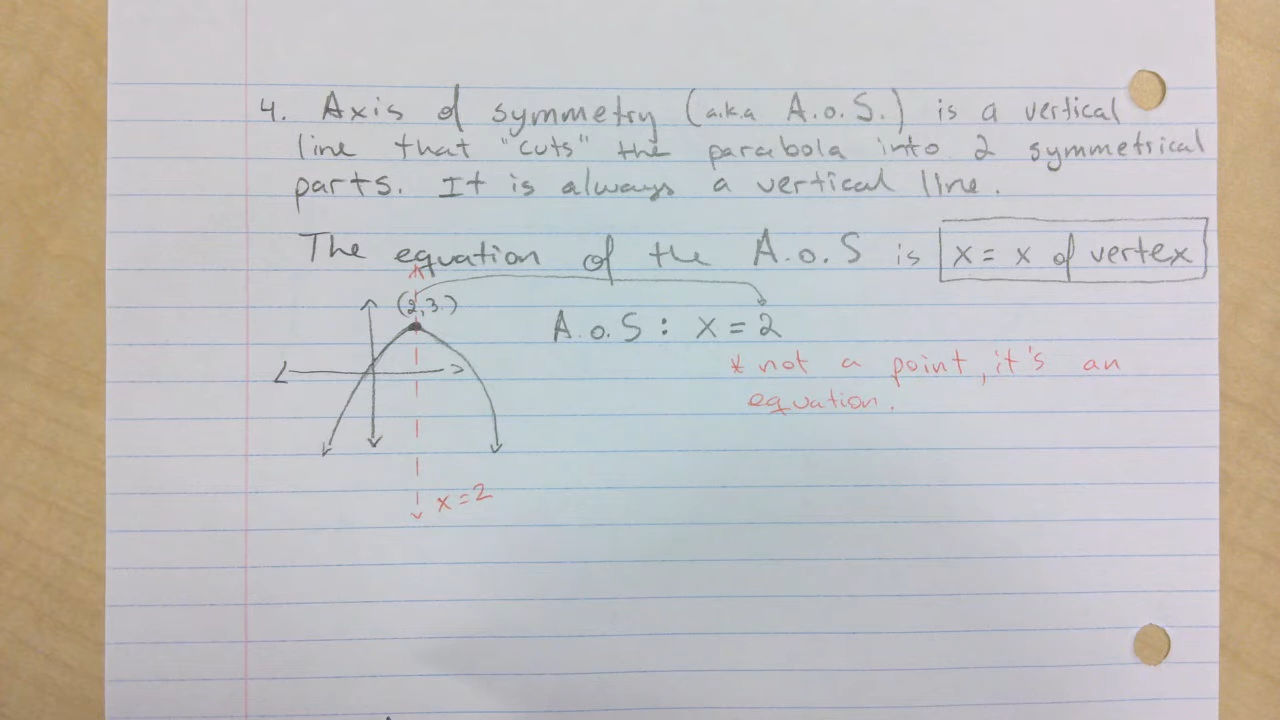 4. Axis of symmetry (a.k.a A.o.S.) is a vertical
line that "cuts" the parabola into 2 symmetrical
parts. It is always a vertical line.
The equation of the A.o.S is x = x of vertex
(2,3)
A.o.S : x = 2
* not a point, it's an
equation.
x = 2